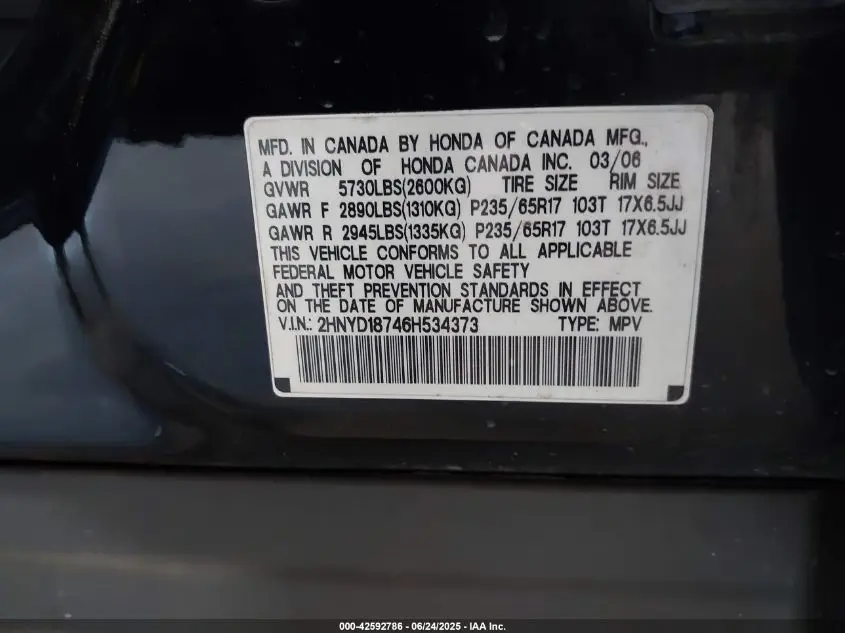 MFD. IN CANADA BY HONDA OF CANADA MFG.,
A DIVISION OF HONDA CANADA INC. 03/06
GVWR 5730LBS(2600KG) TIRE SIZE RIM SIZE
GAWR F 2890LBS(1310KG) P235/65R17 103T 17X6.5JJ
GAWR R 2945LBS(1335KG) P235/65R17 103T 17X6.5JJ
THIS VEHICLE CONFORMS TO ALL APPLICABLE
FEDERAL MOTOR VEHICLE SAFETY
AND THEFT PREVENTION STANDARDS IN EFFECT
ON THE DATE OF MANUFACTURE SHOWN ABOVE.
V.I.N.: 2HNYD18746H534373 TYPE: MPV
000-42592786 - 06/24/2025 - IAA Inc.